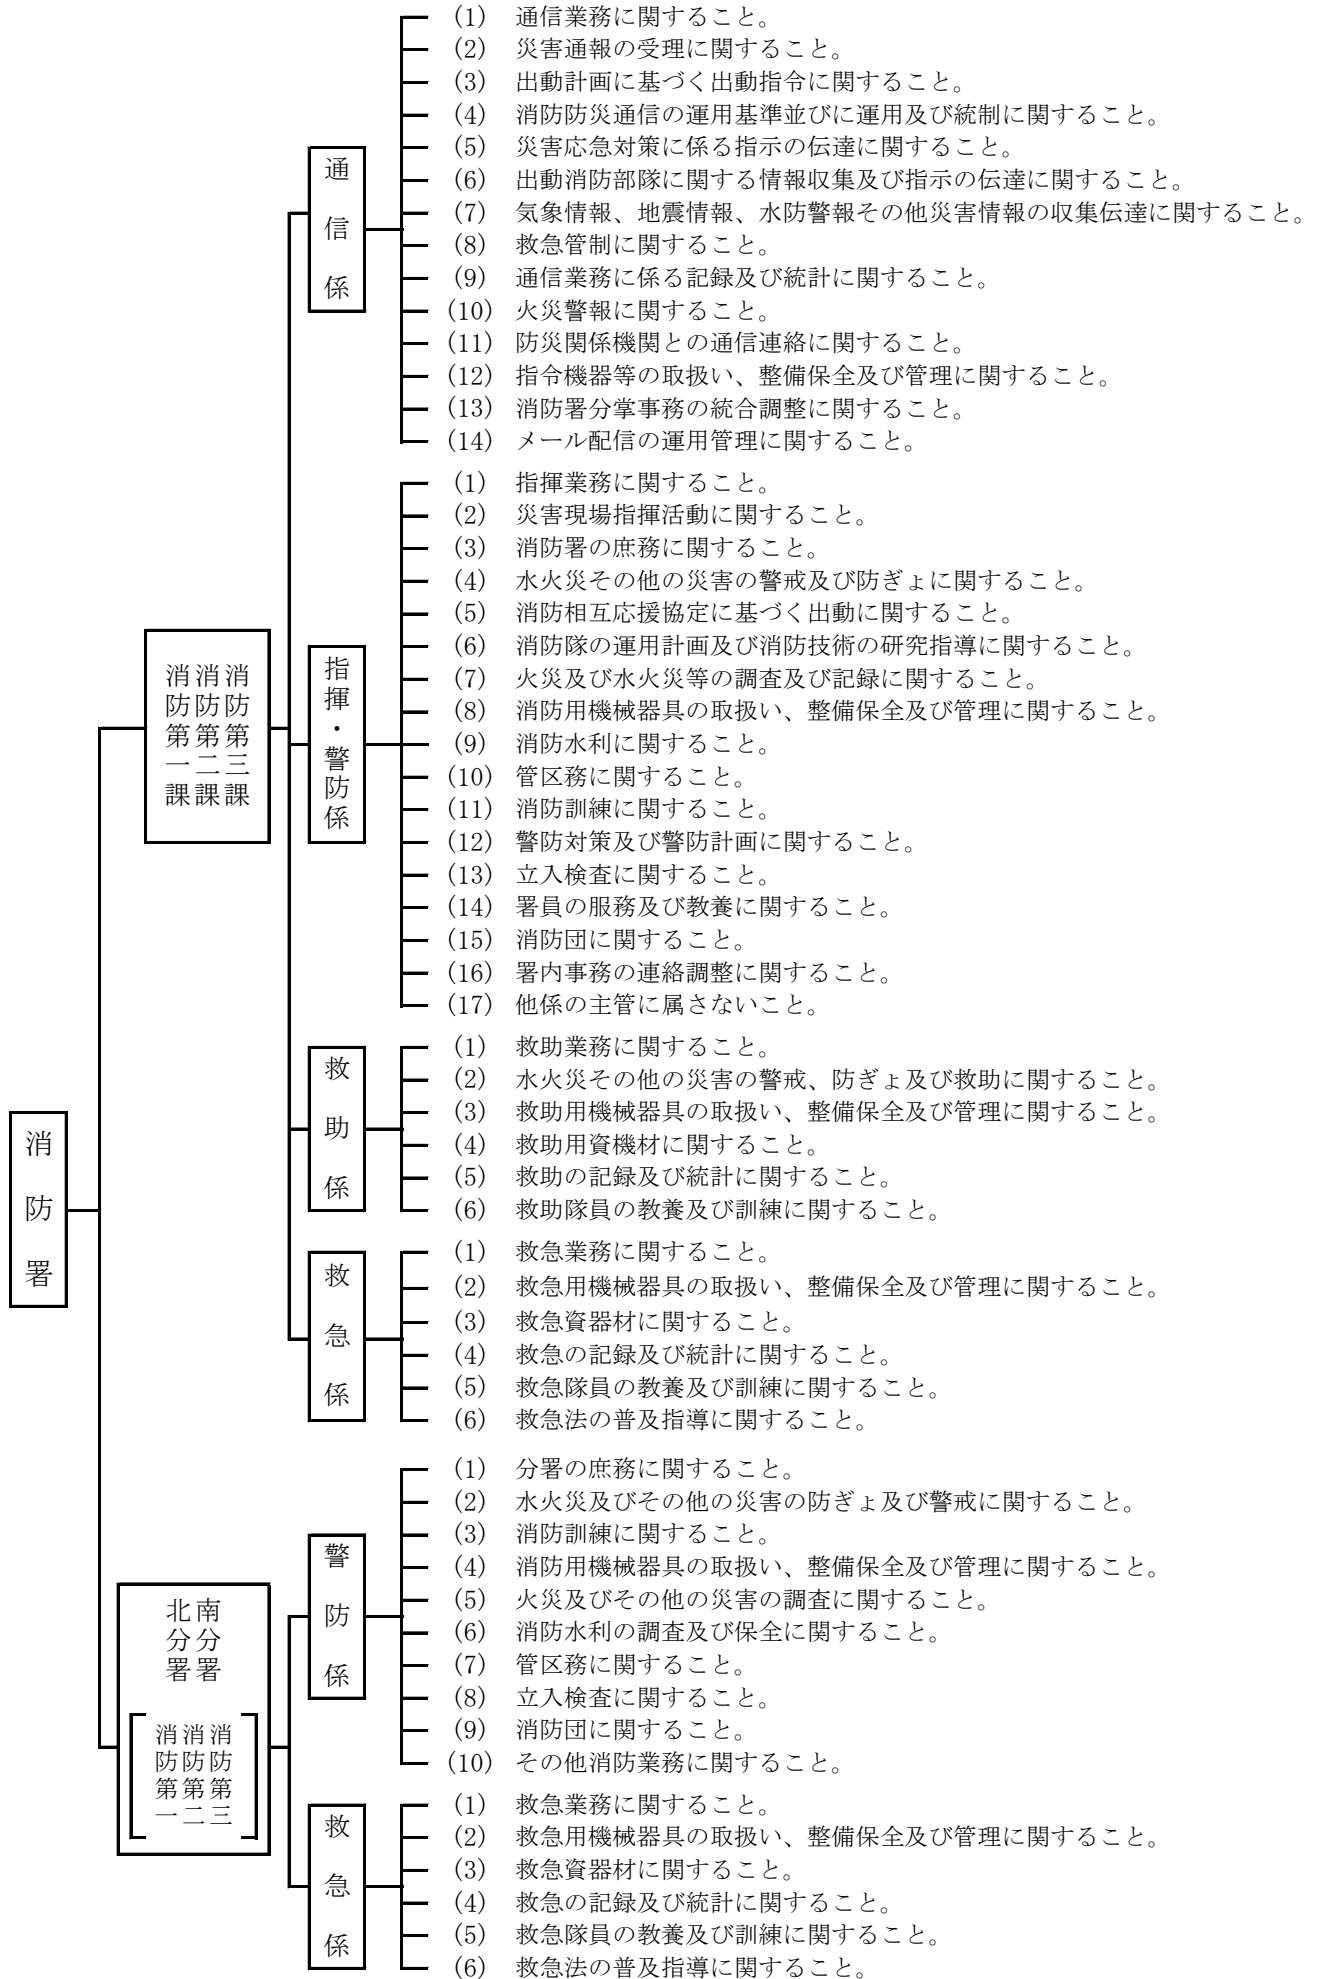 消防署
消防第一課
消防第二課
消防第三課
通信係
(1) 通信業務に関すること。
(2) 災害通報の受理に関すること。
(3) 出動計画に基づく出動指令に関すること。
(4) 消防防災通信の運用基準並びに運用及び統制に関すること。
(5) 災害応急対策に係る指示の伝達に関すること。
(6) 出動消防部隊に関する情報収集及び指示の伝達に関すること。
(7) 気象情報、地震情報、水防警報その他災害情報の収集伝達に関すること。
(8) 救急管制に関すること。
(9) 通信業務に係る記録及び統計に関すること。
(10) 火災警報に関すること。
(11) 防災関係機関との通信連絡に関すること。
(12) 指令機器等の取扱い、整備保全及び管理に関すること。
(13) 消防署分掌事務の統合調整に関すること。
(14) メール配信の運用管理に関すること。
指揮・警防係
(1) 指揮業務に関すること。
(2) 災害現場指揮活動に関すること。
(3) 消防署の庶務に関すること。
(4) 水火災その他の災害の警戒及び防ぎょに関すること。
(5) 消防相互応援協定に基づく出動に関すること。
(6) 消防隊の運用計画及び消防技術の研究指導に関すること。
(7) 火災及び水火災等の調査及び記録に関すること。
(8) 消防用機械器具の取扱い、整備保全及び管理に関すること。
(9) 消防水利に関すること。
(10) 管区務に関すること。
(11) 消防訓練に関すること。
(12) 警防対策及び警防計画に関すること。
(13) 立入検査に関すること。
(14) 署員の服務及び教養に関すること。
(15) 消防団に関すること。
(16) 署内事務の連絡調整に関すること。
(17) 他係の主管に属さないこと。
救助係
(1) 救助業務に関すること。
(2) 水火災その他の災害の警戒、防ぎょ及び救助に関すること。
(3) 救助用機械器具の取扱い、整備保全及び管理に関すること。
(4) 救助用資機材に関すること。
(5) 救助の記録及び統計に関すること。
(6) 救助隊員の教養及び訓練に関すること。
救急係
(1) 救急業務に関すること。
(2) 救急用機械器具の取扱い、整備保全及び管理に関すること。
(3) 救急資器材に関すること。
(4) 救急の記録及び統計に関すること。
(5) 救急隊員の教養及び訓練に関すること。
(6) 救急法の普及指導に関すること。
北分署
南分署
消防第一
消防第二
消防第三
警防係
(1) 分署の庶務に関すること。
(2) 水火災及びその他の災害の防ぎょ及び警戒に関すること。
(3) 消防訓練に関すること。
(4) 消防用機械器具の取扱い、整備保全及び管理に関すること。
(5) 火災及びその他の災害の調査に関すること。
(6) 消防水利の調査及び保全に関すること。
(7) 管区務に関すること。
(8) 立入検査に関すること。
(9) 消防団に関すること。
(10) その他消防業務に関すること。
救急係
(1) 救急業務に関すること。
(2) 救急用機械器具の取扱い、整備保全及び管理に関すること。
(3) 救急資器材に関すること。
(4) 救急の記録及び統計に関すること。
(5) 救急隊員の教養及び訓練に関すること。
(6) 救急法の普及指導に関すること。